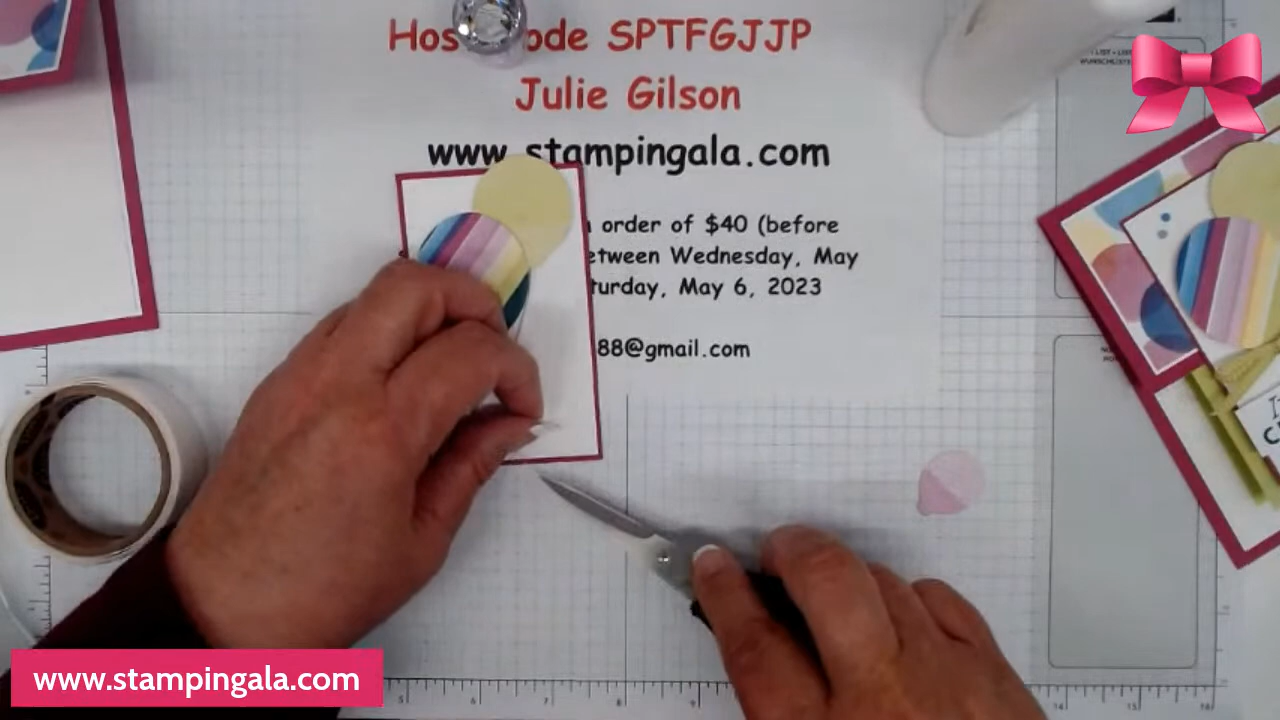 Hos ode SPTFGJJP
Julie Gilson
www.stampingala.com
order of $40 (before
etween Wednesday, May
turday, May 6, 2023
88@gmail.com
www.stampingala.com